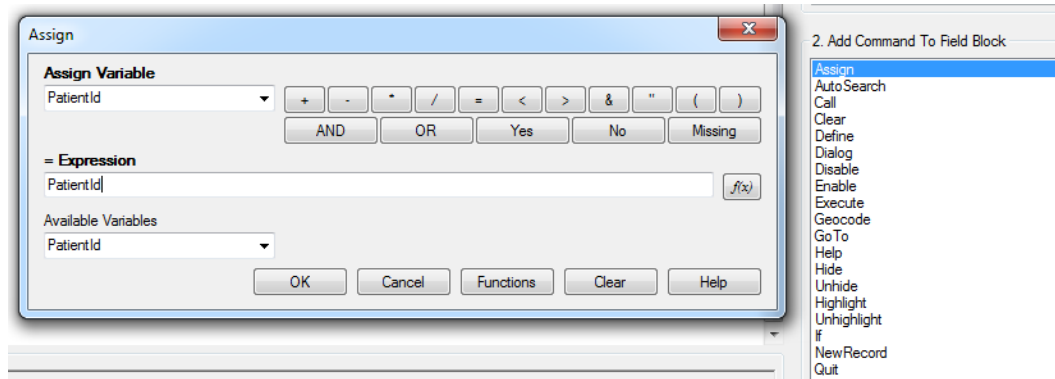 Assign
Assign Variable
PatientId
+ - * / = < > & " ( )
AND OR Yes No Missing
= Expression
PatientId
f(x)
Available Variables
PatientId
OK Cancel Functions Clear Help
2. Add Command To Field Block
Assign
AutoSearch
Call
Clear
Define
Dialog
Disable
Enable
Execute
Geocode
GoTo
Help
Hide
Unhide
Highlight
Unhighlight
If
NewRecord
Quit